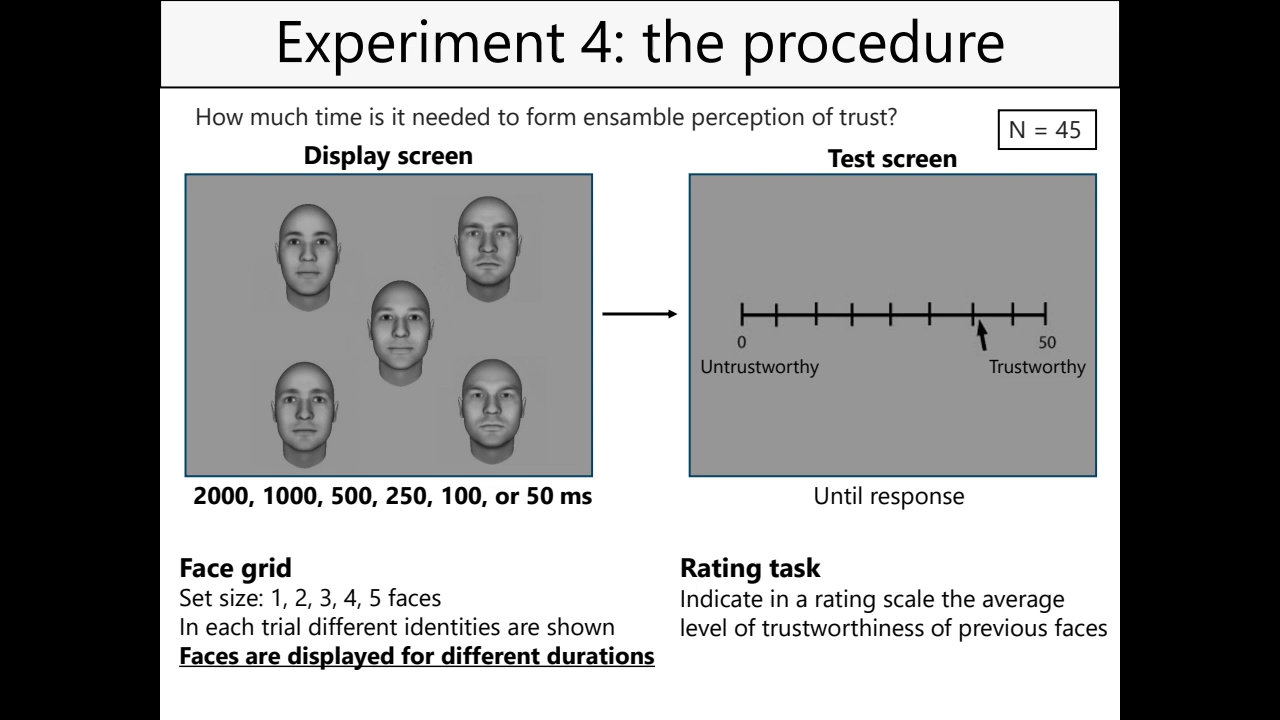 Experiment 4: the procedure
How much time is it needed to form ensamble perception of trust?
N = 45
Display screen
Test screen
0
50
Untrustworthy
Trustworthy
2000, 1000, 500, 250, 100, or 50 ms
Until response
Face grid
Set size: 1, 2, 3, 4, 5 faces
In each trial different identities are shown
Faces are displayed for different durations
Rating task
Indicate in a rating scale the average
level of trustworthiness of previous faces